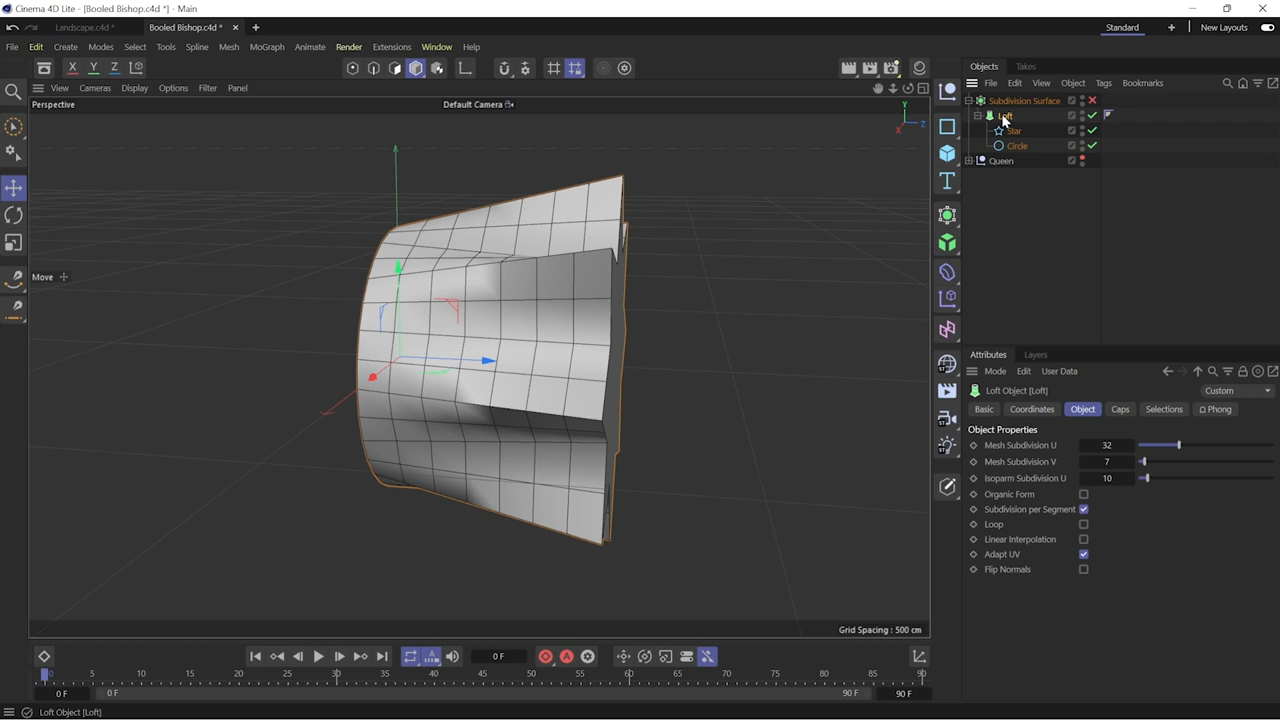 Cinema 4D Lite - [Booled Bishop.c4d *] - Main
Landscape.c4d * Booled Bishop.c4d * Standard New Layouts
File Edit Create Modes Select Tools Spline Mesh MoGraph Animate Render Extensions Window Help
X Y Z
Objects Takes
File Edit View Object Tags Bookmarks
View Cameras Display Options Filter Panel
Perspective Default Camera
Subdivision Surface
Loft
Star
Circle
Queen
Y
Z
X
Move
Attributes Layers
Mode Edit User Data
Loft Object [Loft] Custom
Basic Coordinates Object Caps Selections Phong
Object Properties
Mesh Subdivision U 32
Mesh Subdivision V 7
Isoparm Subdivision U 10
Organic Form
Subdivision per Segment
Loop
Linear Interpolation
Adapt UV
Flip Normals
Grid Spacing : 500 cm
0 F
0 5 10 15 20 25 30 35 40 45 50 55 60 65 70 75 80 85 90
0 F 0 F 90 F 90 F
Loft Object [Loft]